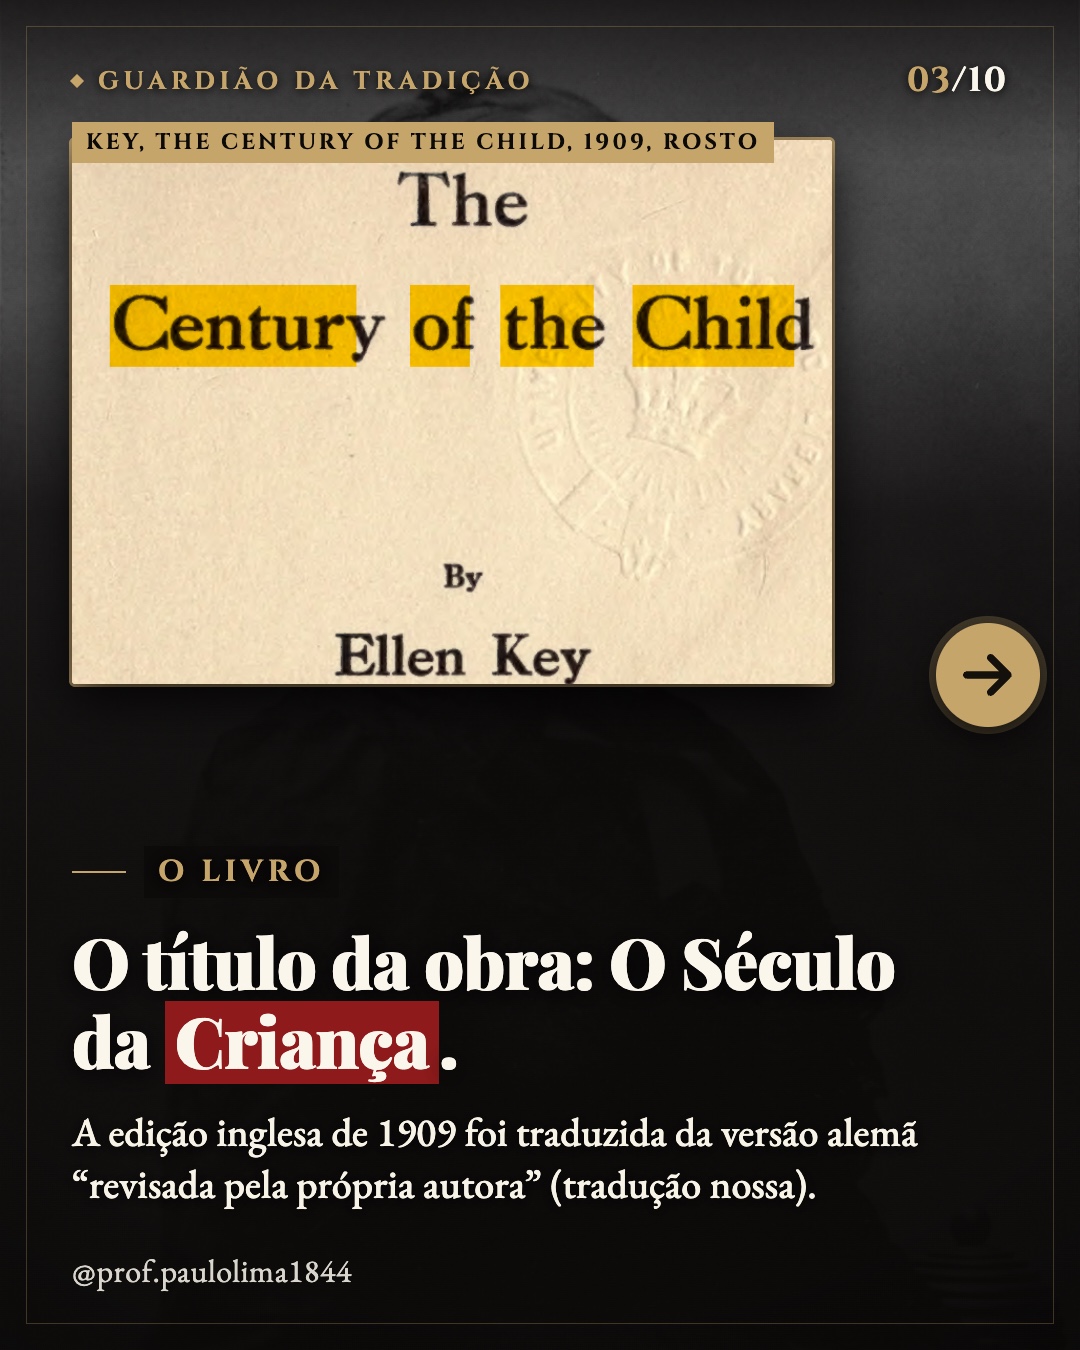 GUARDIÃO DA TRADIÇÃO
03/10
KEY, THE CENTURY OF THE CHILD, 1909, ROSTO
The
Century of the Child
By
Ellen Key
O LIVRO
O título da obra: O Século
da Criança.
A edição inglesa de 1909 foi traduzida da versão alemã
“revisada pela própria autora” (tradução nossa).
@prof.paulolima1844